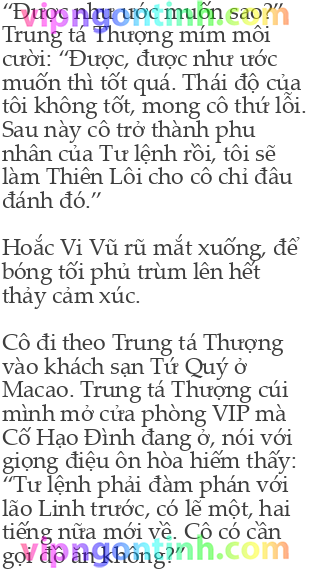 “Được như ước muốn sao?”
vipngontinh.com
Trung tá Thượng mím môi
cười: “Được, được như ước
muốn thì tốt quá. Thái độ của
tôi không tốt, mong cô thứ lỗi.
Sau này cô trở thành phu
nhân của Tư lệnh rồi, tôi sẽ
làm Thiên Lôi cho cô chỉ đâu
đánh đó.”
Hoắc Vi Vũ rũ mắt xuống, để
bóng tối phủ trùm lên hết
thảy cảm xúc.
Cô đi theo Trung tá Thượng
vào khách sạn Tứ Quý ở
Macao. Trung tá Thượng cúi
mình mở cửa phòng VIP mà
Cố Hạo Đình đang ở, nói với
giọng điệu ôn hòa hiếm thấy:
“Tư lệnh phải đàm phán với
lão Linh trước, có lẽ một, hai
tiếng nữa mới về. Cô có cần
gọi đồ ăn không?”
vipngontinh.com